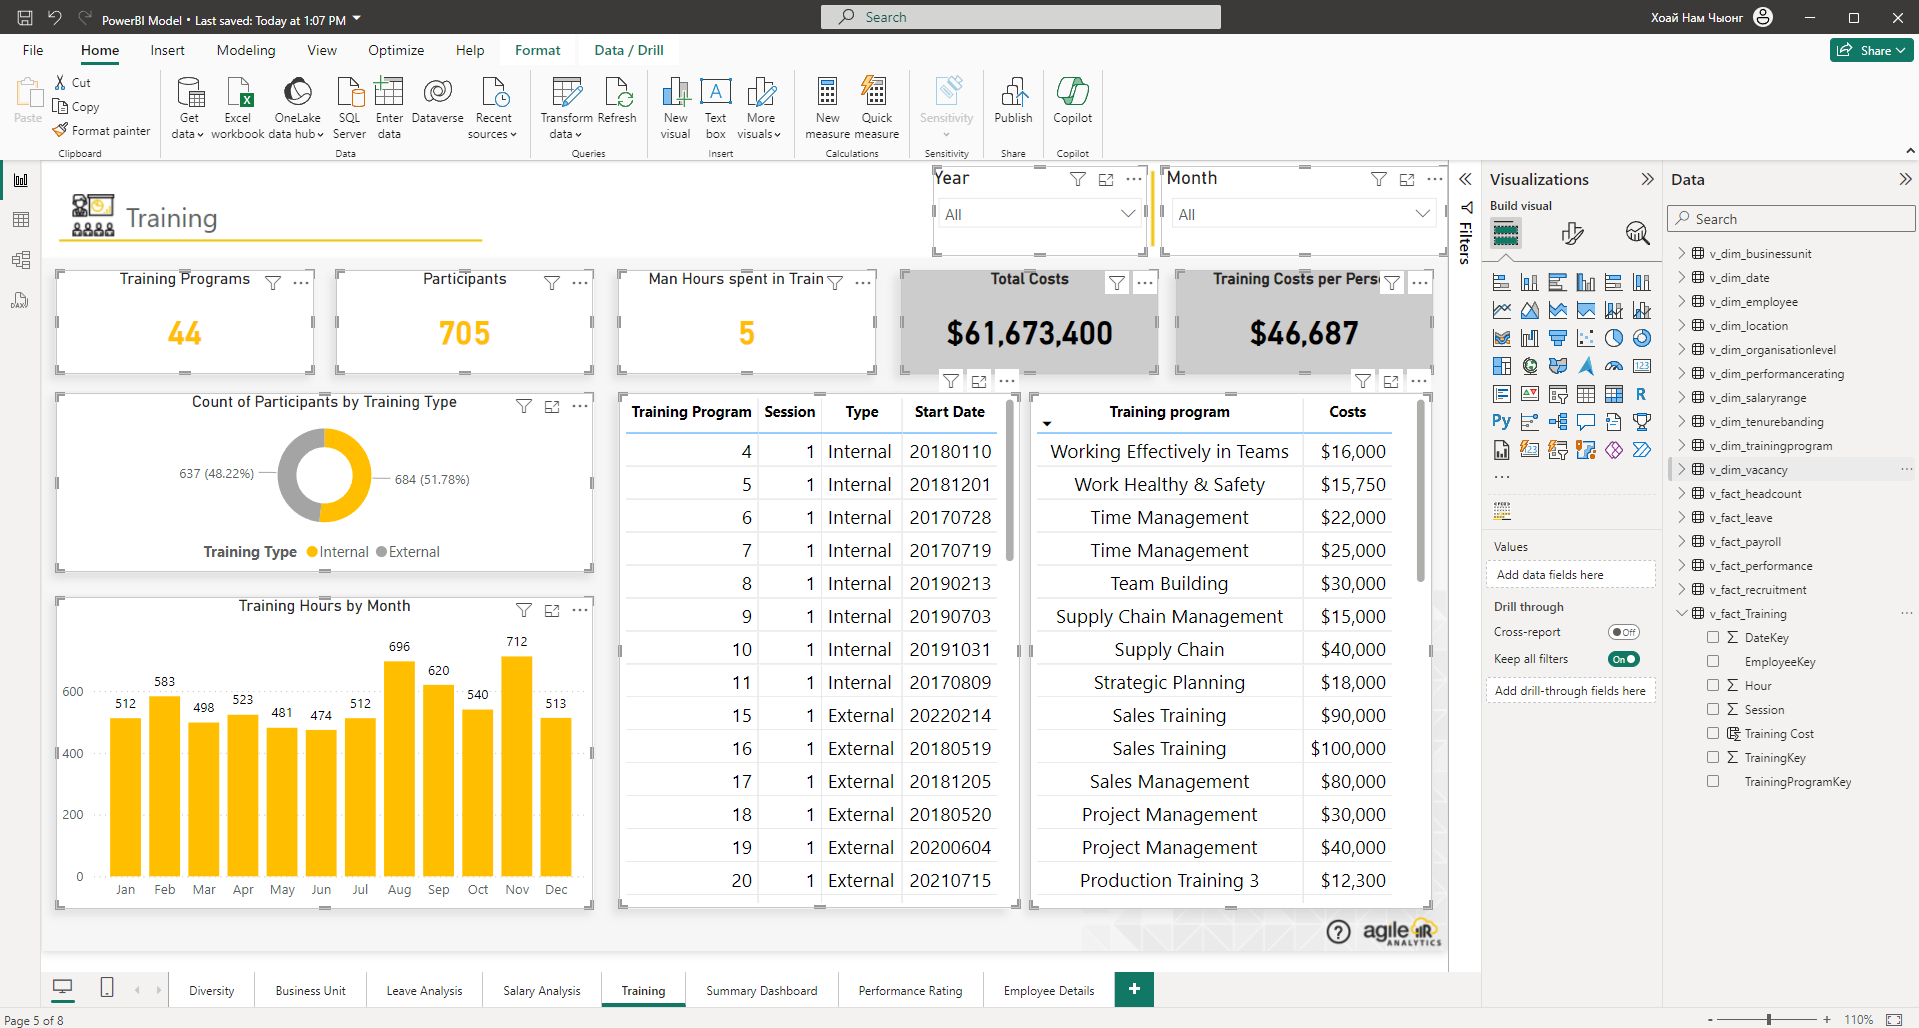 PowerBI Model • Last saved: Today at 1:07 PM
Search
Хоай Нам Чыонг
File
Home
Insert
Modeling
View
Optimize
Help
Format
Data / Drill
Share
Paste
Cut
Copy
Format painter
Clipboard
Get data
Excel workbook
OneLake data hub
SQL Server
Enter data
Dataverse
Recent sources
Data
Transform data
Refresh
Queries
New visual
Text box
More visuals
Insert
New measure
Quick measure
Calculations
Sensitivity
Sensitivity
Publish
Share
Copilot
Copilot
Training
Year
All
Month
All
Filters
Training Programs
44
Participants
705
Man Hours spent in Train
5
Total Costs
$61,673,400
Training Costs per Pers
$46,687
Count of Participants by Training Type
637 (48.22%)
684 (51.78%)
Training Type Internal External
Training Hours by Month
600
400
200
0
512
583
498
523
481
474
512
696
620
540
712
513
Jan Feb Mar Apr May Jun Jul Aug Sep Oct Nov Dec
Training Program Session Type Start Date
4 1 Internal 20180110
5 1 Internal 20181201
6 1 Internal 20170728
7 1 Internal 20170719
8 1 Internal 20190213
9 1 Internal 20190703
10 1 Internal 20191031
11 1 Internal 20170809
15 1 External 20220214
16 1 External 20180519
17 1 External 20181205
18 1 External 20180520
19 1 External 20200604
20 1 External 20210715
Training program Costs
Working Effectively in Teams $16,000
Work Healthy & Safety $15,750
Time Management $22,000
Time Management $25,000
Team Building $30,000
Supply Chain Management $15,000
Supply Chain $40,000
Strategic Planning $18,000
Sales Training $90,000
Sales Training $100,000
Sales Management $80,000
Project Management $30,000
Project Management $40,000
Production Training 3 $12,300
agile HR
ANALYTICS
Visualizations
Build visual
Values
Add data fields here
Drill through
Cross-report
Off
Keep all filters
On
Add drill-through fields here
Data
Search
v_dim_businessunit
v_dim_date
v_dim_employee
v_dim_location
v_dim_organisationlevel
v_dim_performancerating
v_dim_salaryrange
v_dim_tenurebanding
v_dim_trainingprogram
v_dim_vacancy
v_fact_headcount
v_fact_leave
v_fact_payroll
v_fact_performance
v_fact_recruitment
v_fact_Training
DateKey
EmployeeKey
Hour
Session
Training Cost
TrainingKey
TrainingProgramKey
Diversity
Business Unit
Leave Analysis
Salary Analysis
Training
Summary Dashboard
Performance Rating
Employee Details
Page 5 of 8
110%